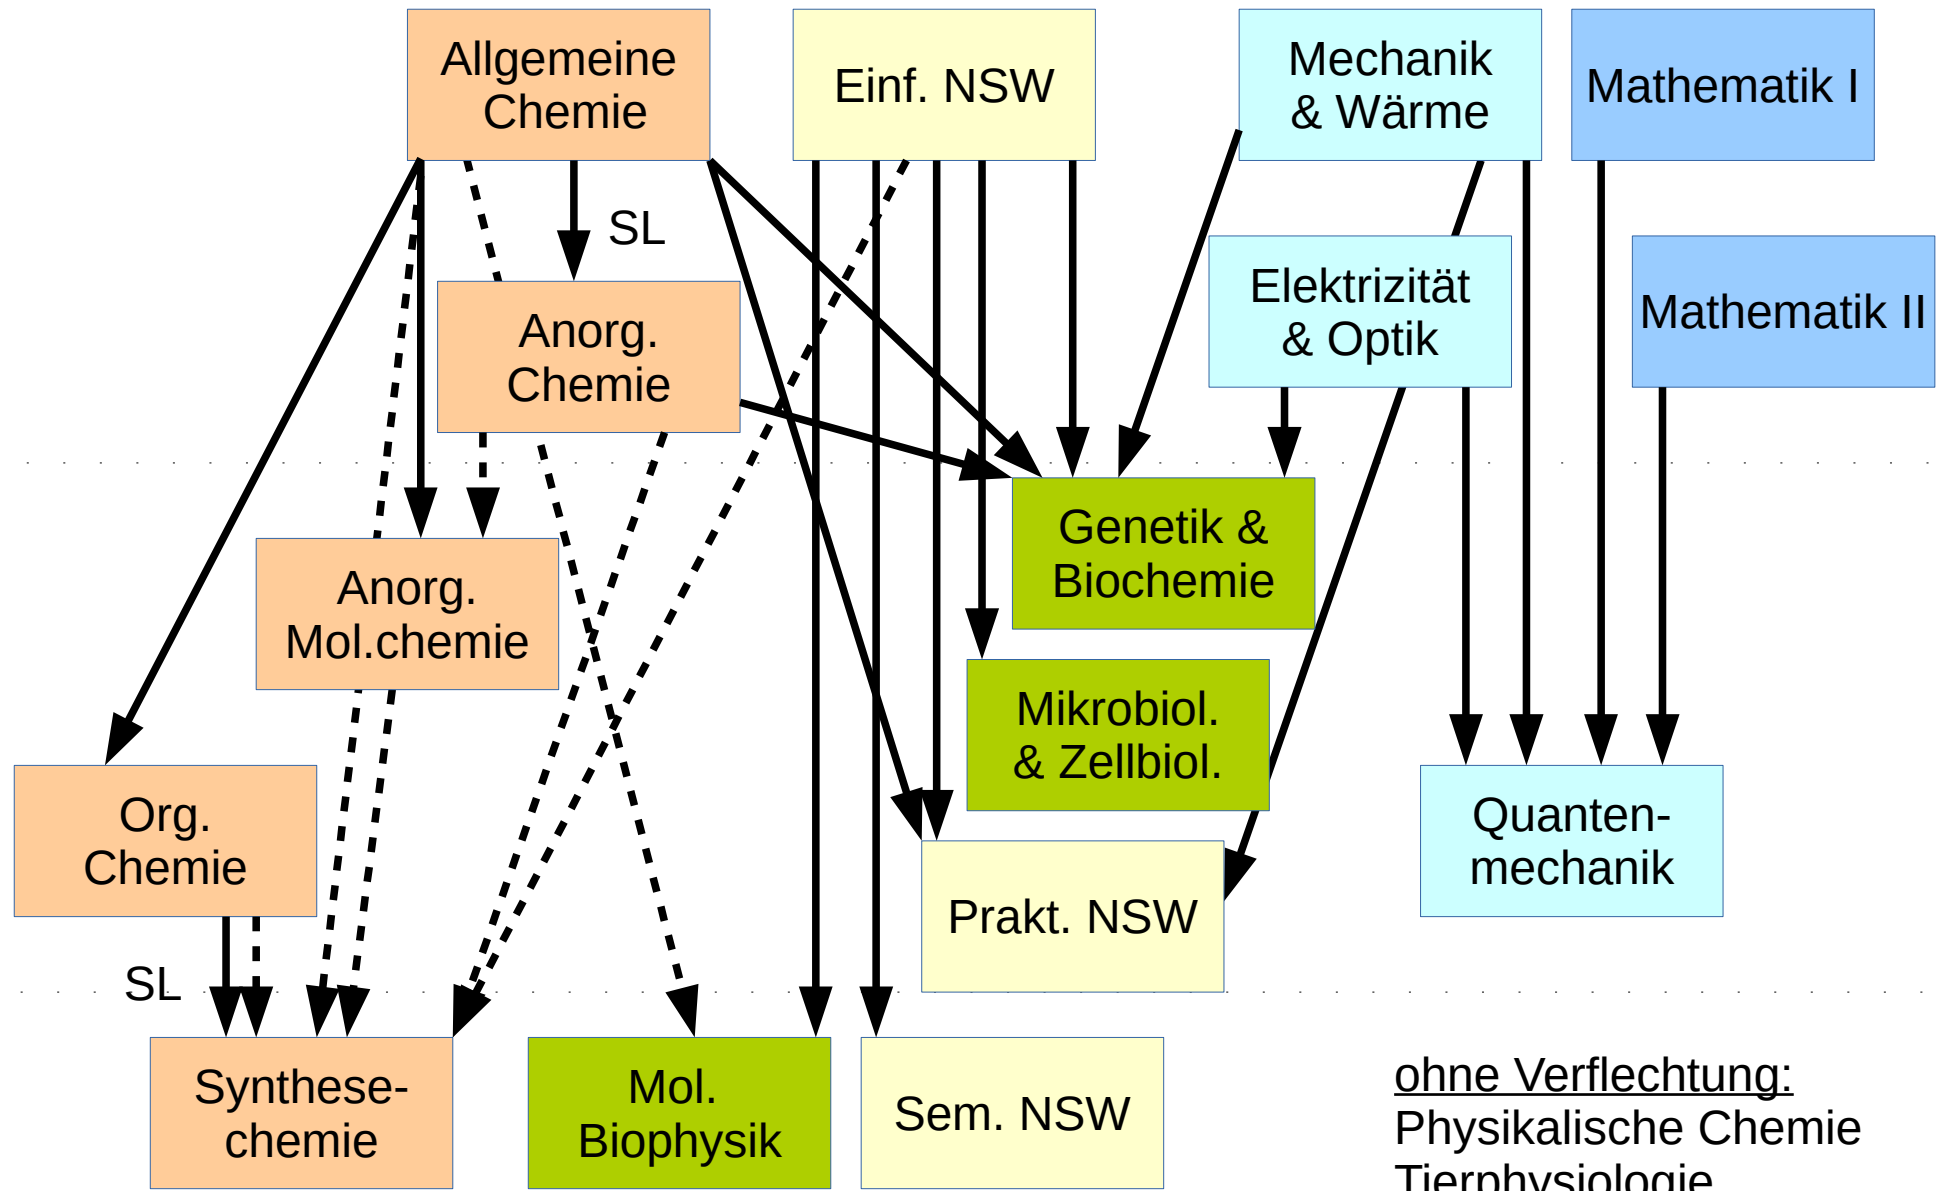 Allgemeine
Chemie
Einf. NSW
Mechanik
& Wärme
Mathematik I
SL
Anorg.
Chemie
Elektrizität
& Optik
Mathematik II
Genetik &
Biochemie
Anorg.
Mol.chemie
Mikrobiol.
& Zellbiol.
Org.
Chemie
Quanten-
mechanik
Prakt. NSW
SL
Synthese-
chemie
Mol.
Biophysik
Sem. NSW
ohne Verflechtung:
Physikalische Chemie
Tierphysiologie